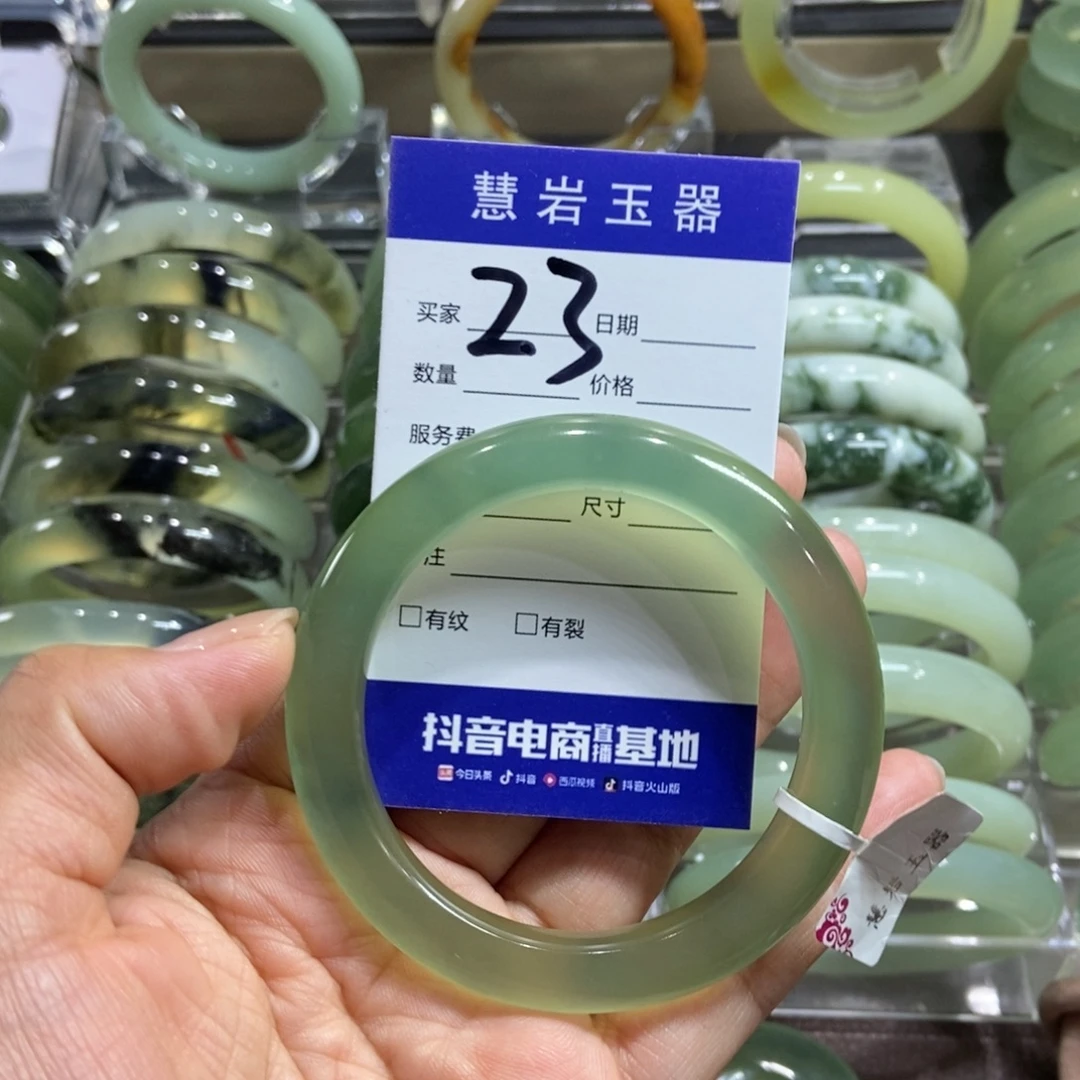 慧岩玉器
23
买家 日期
数量 价格
服务费
尺寸
注
□有纹 □有裂
抖音电商直播基地
今日头条 抖音 西瓜视频 抖音火山版